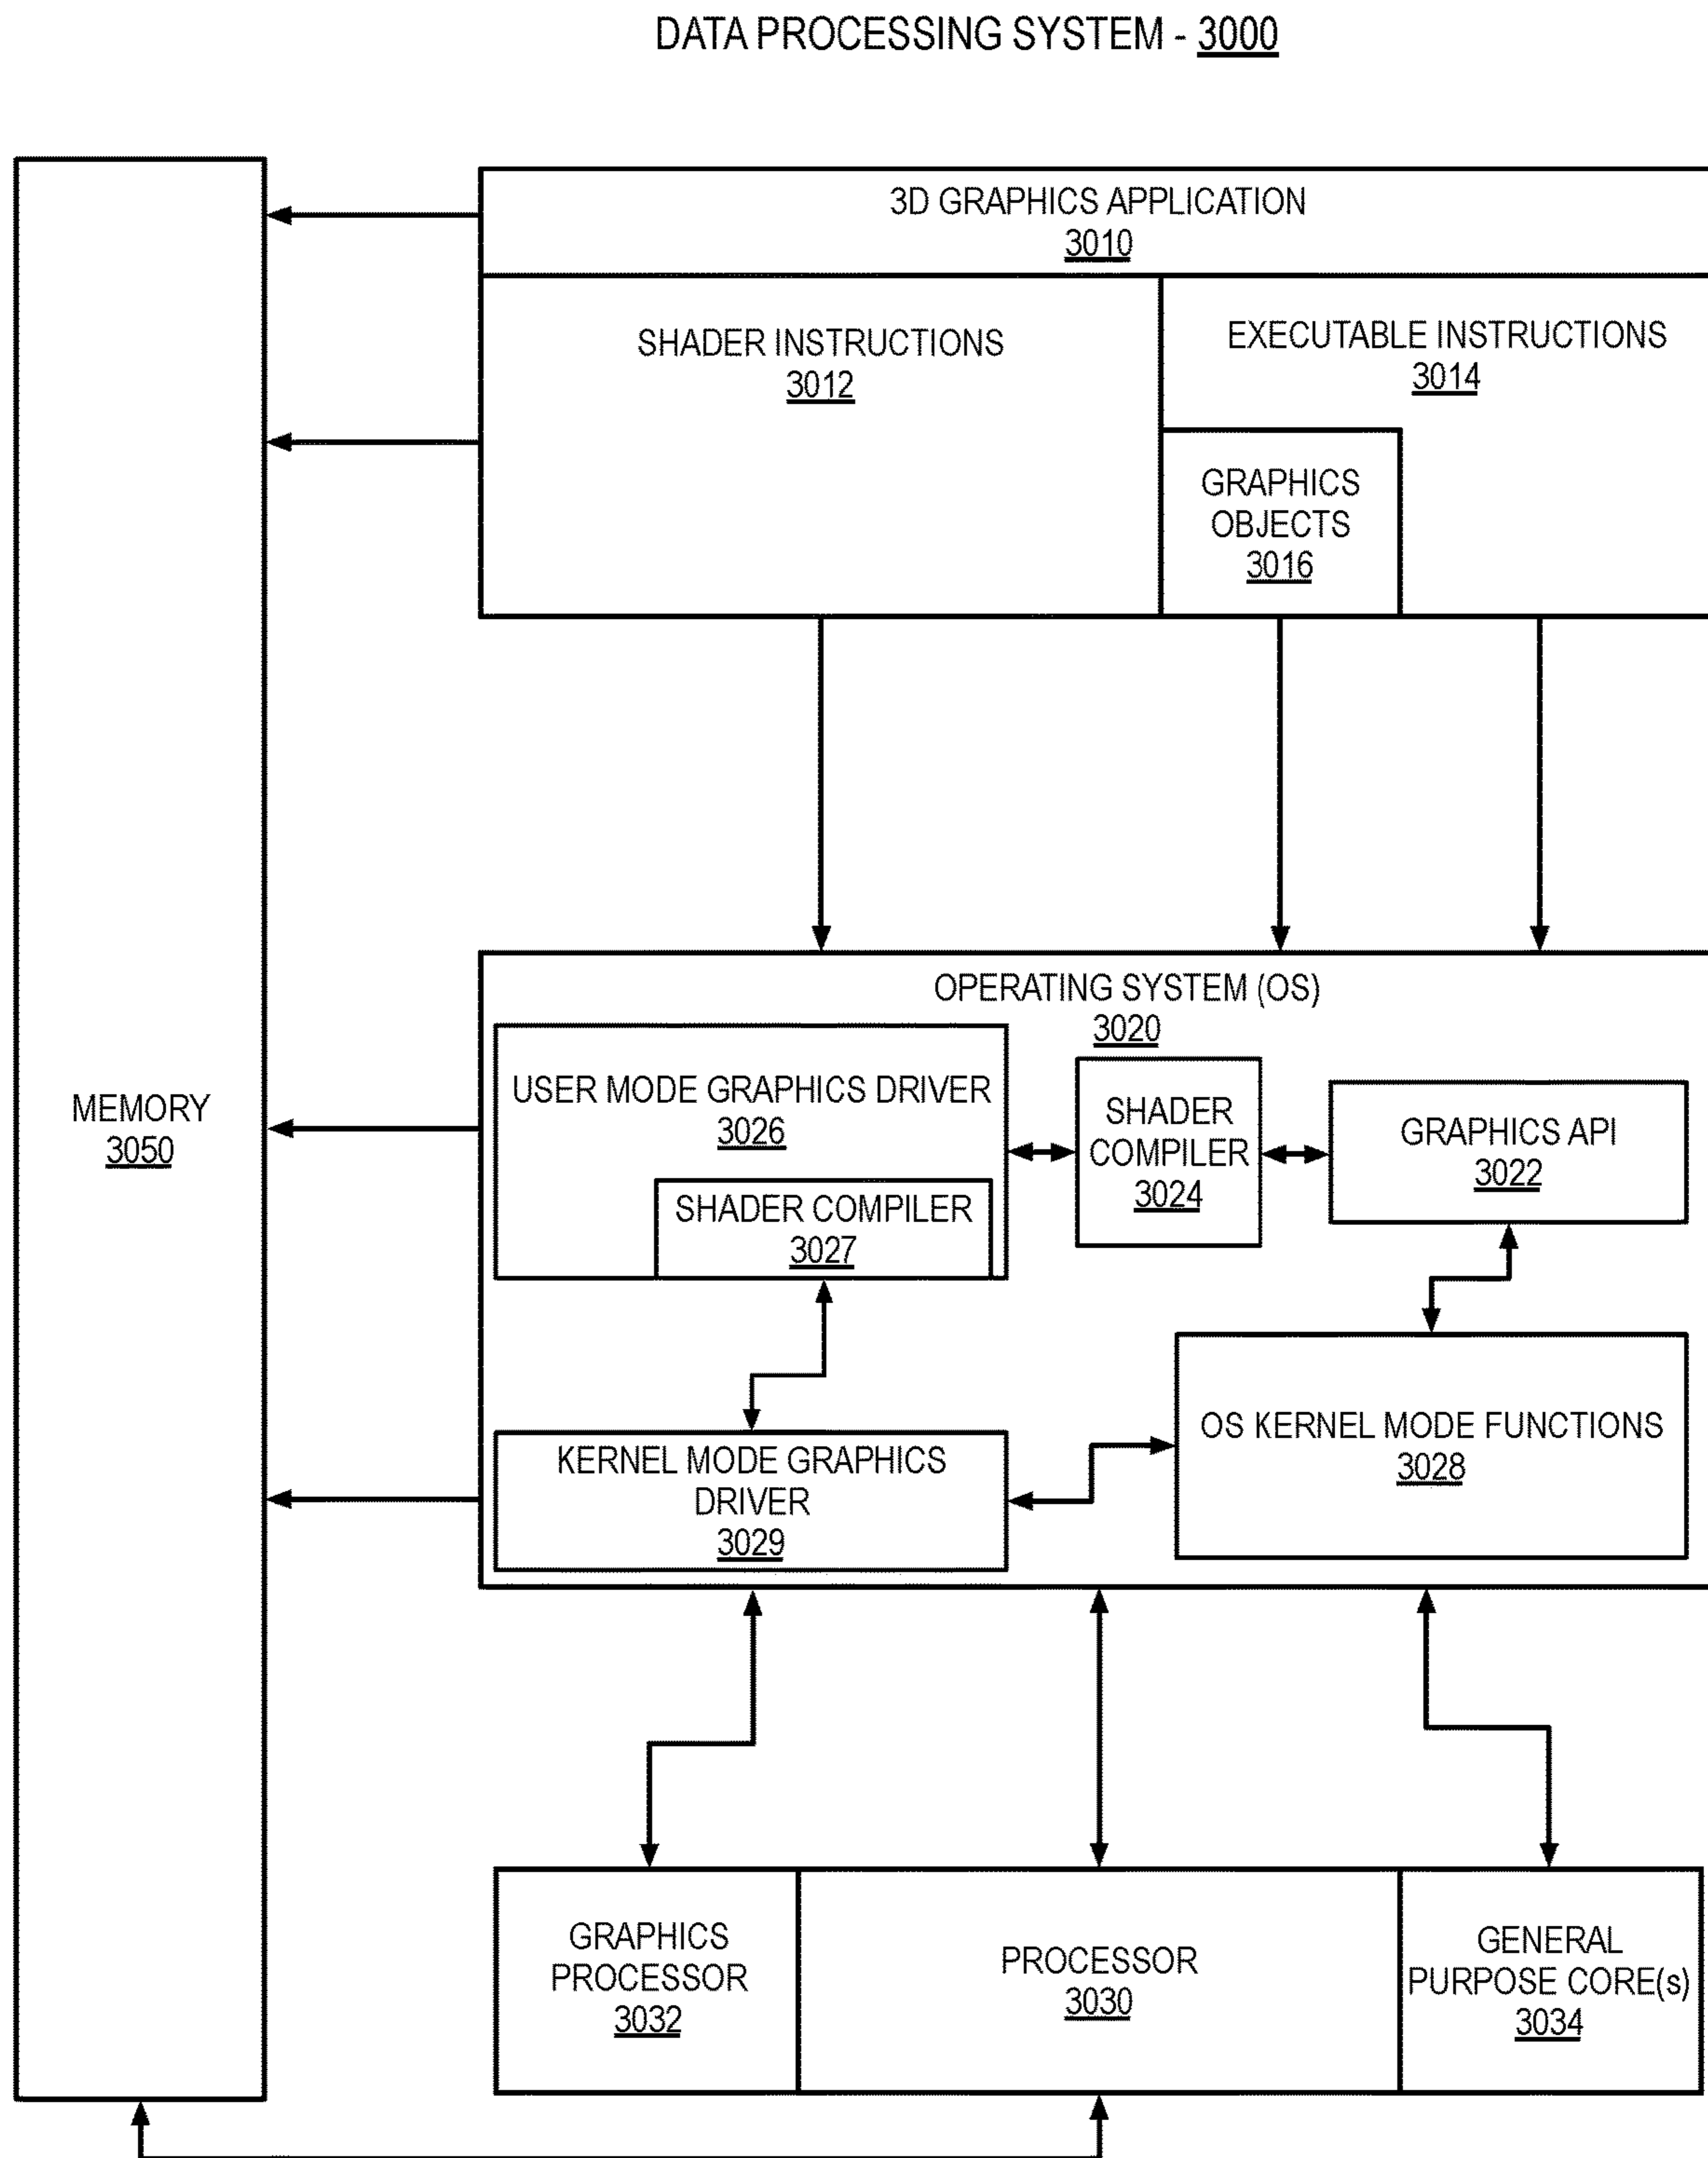 DATA PROCESSING SYSTEM - 3000
3D GRAPHICS APPLICATION
3010
SHADER INSTRUCTIONS
3012
EXECUTABLE INSTRUCTIONS
3014
GRAPHICS
OBJECTS
3016
MEMORY
3050
OPERATING SYSTEM (OS)
3020
USER MODE GRAPHICS DRIVER
3026
SHADER COMPILER
3027
SHADER
COMPILER
3024
GRAPHICS API
3022
KERNEL MODE GRAPHICS
DRIVER
3029
OS KERNEL MODE FUNCTIONS
3028
GRAPHICS
PROCESSOR
3032
PROCESSOR
3030
GENERAL
PURPOSE CORE(s)
3034